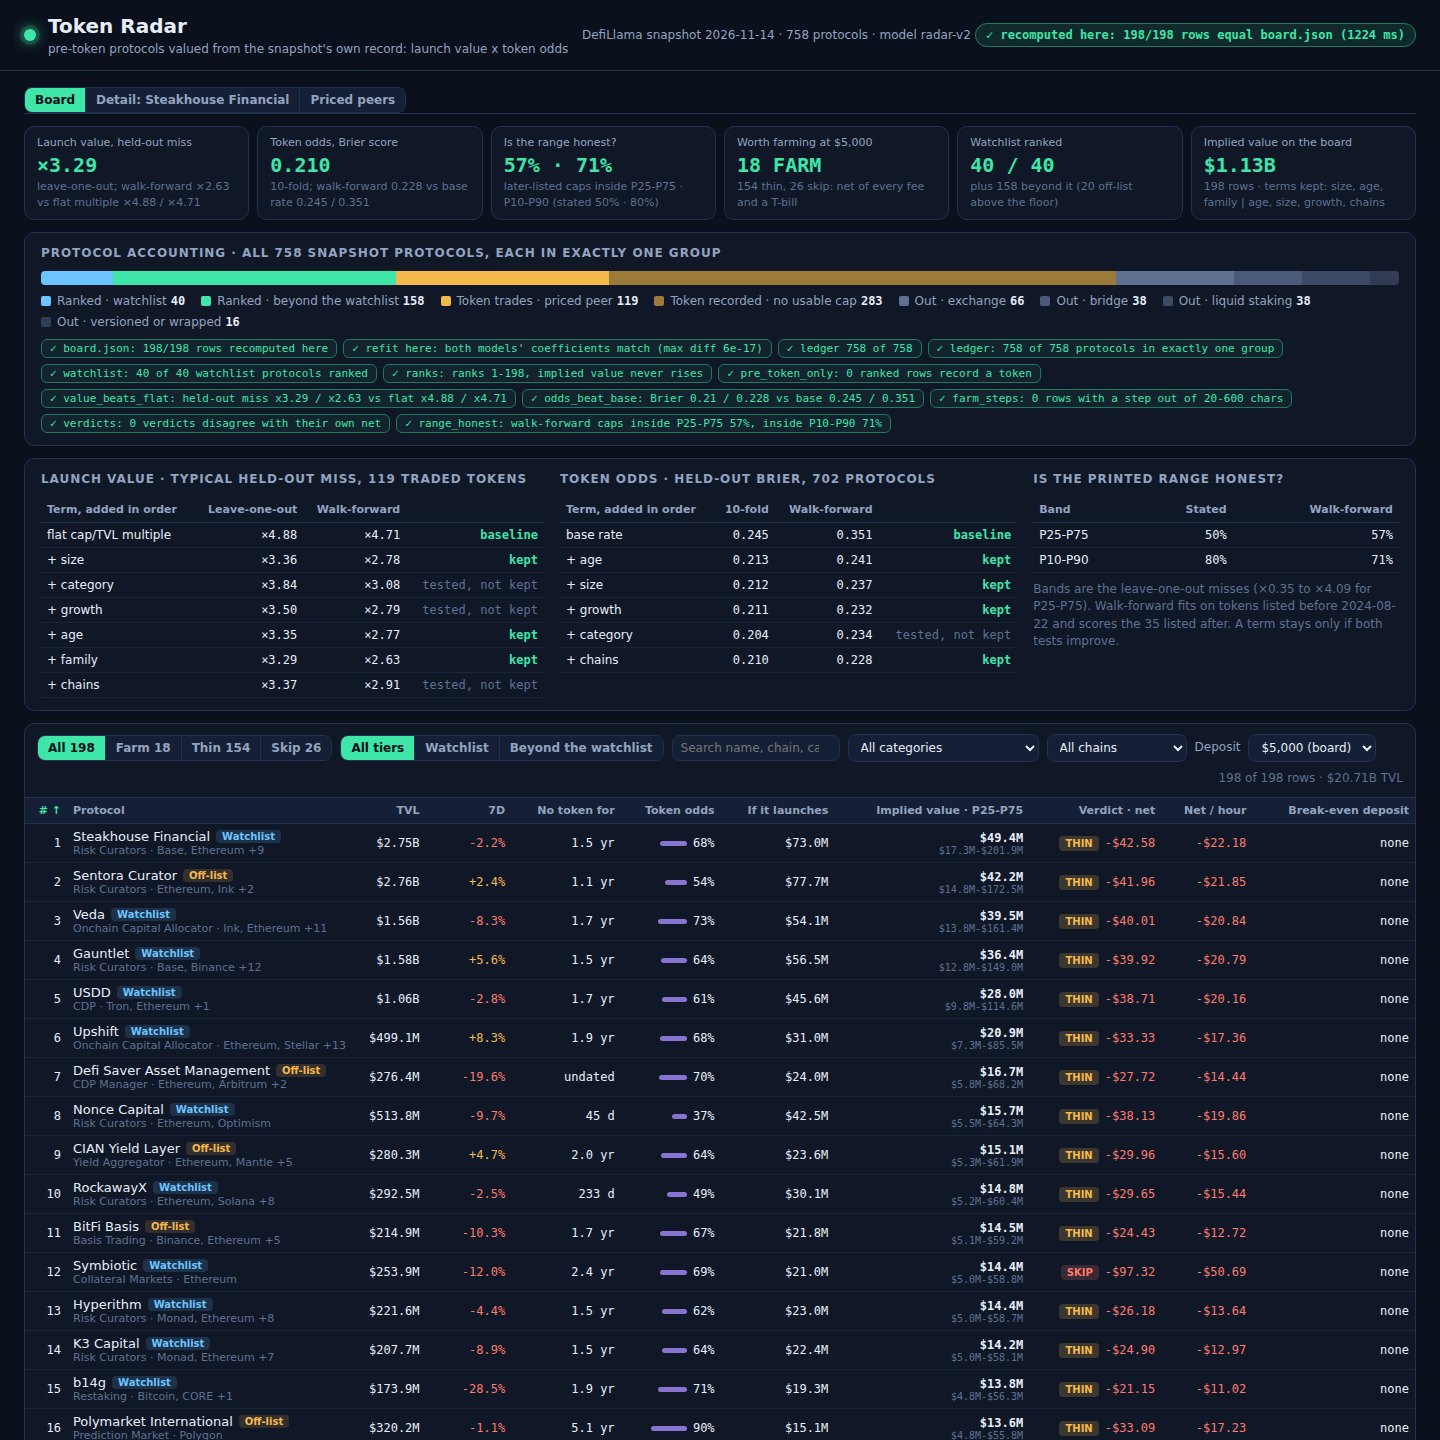 Token Radar
pre-token protocols valued from the snapshot's own record: launch value x token odds
DefiLlama snapshot 2026-11-14 · 758 protocols · model radar-v2
✓ recomputed here: 198/198 rows equal board.json (1224 ms)
Board Detail: Steakhouse Financial Priced peers
Launch value, held-out miss
×3.29
leave-one-out; walk-forward ×2.63
vs flat multiple ×4.88 / ×4.71
Token odds, Brier score
0.210
10-fold; walk-forward 0.228 vs base
rate 0.245 / 0.351
Is the range honest?
57% · 71%
later-listed caps inside P25-P75 ·
P10-P90 (stated 50% · 80%)
Worth farming at $5,000
18 FARM
154 thin, 26 skip: net of every fee
and a T-bill
Watchlist ranked
40 / 40
plus 158 beyond it (20 off-list
above the floor)
Implied value on the board
$1.13B
198 rows · terms kept: size, age,
family | age, size, growth, chains
PROTOCOL ACCOUNTING · ALL 758 SNAPSHOT PROTOCOLS, EACH IN EXACTLY ONE GROUP
Ranked · watchlist 40 Ranked · beyond the watchlist 158 Token trades · priced peer 119 Token recorded · no usable cap 283 Out · exchange 66 Out · bridge 38 Out · liquid staking 38
Out · versioned or wrapped 16
✓ board.json: 198/198 rows recomputed here ✓ refit here: both models' coefficients match (max diff 6e-17) ✓ ledger 758 of 758 ✓ ledger: 758 of 758 protocols in exactly one group
✓ watchlist: 40 of 40 watchlist protocols ranked ✓ ranks: ranks 1-198, implied value never rises ✓ pre_token_only: 0 ranked rows record a token
✓ value_beats_flat: held-out miss x3.29 / x2.63 vs flat x4.88 / x4.71 ✓ odds_beat_base: Brier 0.21 / 0.228 vs base 0.245 / 0.351 ✓ farm_steps: 0 rows with a step out of 20-600 chars
✓ verdicts: 0 verdicts disagree with their own net ✓ range_honest: walk-forward caps inside P25-P75 57%, inside P10-P90 71%
LAUNCH VALUE · TYPICAL HELD-OUT MISS, 119 TRADED TOKENS
Term, added in order Leave-one-out Walk-forward
flat cap/TVL multiple ×4.88 ×4.71 baseline
+ size ×3.36 ×2.78 kept
+ category ×3.84 ×3.08 tested, not kept
+ growth ×3.50 ×2.79 tested, not kept
+ age ×3.35 ×2.77 kept
+ family ×3.29 ×2.63 kept
+ chains ×3.37 ×2.91 tested, not kept
TOKEN ODDS · HELD-OUT BRIER, 702 PROTOCOLS
Term, added in order 10-fold Walk-forward
base rate 0.245 0.351 baseline
+ age 0.213 0.241 kept
+ size 0.212 0.237 kept
+ growth 0.211 0.232 kept
+ category 0.204 0.234 tested, not kept
+ chains 0.210 0.228 kept
IS THE PRINTED RANGE HONEST?
Band Stated Walk-forward
P25-P75 50% 57%
P10-P90 80% 71%
Bands are the leave-one-out misses (×0.35 to ×4.09 for
P25-P75). Walk-forward fits on tokens listed before 2024-08-
22 and scores the 35 listed after. A term stays only if both
tests improve.
All 198 Farm 18 Thin 154 Skip 26 All tiers Watchlist Beyond the watchlist Search name, chain, ca All categories All chains Deposit $5,000 (board)
198 of 198 rows · $20.71B TVL
# ↑ Protocol TVL 7D No token for Token odds If it launches Implied value · P25-P75 Verdict · net Net / hour Break-even deposit
1 Steakhouse Financial Watchlist $2.75B -2.2% 1.5 yr 68% $73.0M $49.4M THIN -$42.58 -$22.18 none
Risk Curators · Base, Ethereum +9 $17.3M-$201.9M
2 Sentora Curator Off-list $2.76B +2.4% 1.1 yr 54% $77.7M $42.2M THIN -$41.96 -$21.85 none
Risk Curators · Ethereum, Ink +2 $14.8M-$172.5M
3 Veda Watchlist $1.56B -8.3% 1.7 yr 73% $54.1M $39.5M THIN -$40.01 -$20.84 none
Onchain Capital Allocator · Ink, Ethereum +11 $13.8M-$161.4M
4 Gauntlet Watchlist $1.58B +5.6% 1.5 yr 64% $56.5M $36.4M THIN -$39.92 -$20.79 none
Risk Curators · Base, Binance +12 $12.8M-$149.0M
5 USDD Watchlist $1.06B -2.8% 1.7 yr 61% $45.6M $28.0M THIN -$38.71 -$20.16 none
CDP · Tron, Ethereum +1 $9.8M-$114.6M
6 Upshift Watchlist $499.1M +8.3% 1.9 yr 68% $31.0M $20.9M THIN -$33.33 -$17.36 none
Onchain Capital Allocator · Ethereum, Stellar +13 $7.3M-$85.5M
7 Defi Saver Asset Management Off-list $276.4M -19.6% undated 70% $24.0M $16.7M THIN -$27.72 -$14.44 none
CDP Manager · Ethereum, Arbitrum +2 $5.8M-$68.2M
8 Nonce Capital Watchlist $513.8M -9.7% 45 d 37% $42.5M $15.7M THIN -$38.13 -$19.86 none
Risk Curators · Ethereum, Optimism $5.5M-$64.3M
9 CIAN Yield Layer Off-list $280.3M +4.7% 2.0 yr 64% $23.6M $15.1M THIN -$29.96 -$15.60 none
Yield Aggregator · Ethereum, Mantle +5 $5.3M-$61.9M
10 RockawayX Watchlist $292.5M -2.5% 233 d 49% $30.1M $14.8M THIN -$29.65 -$15.44 none
Risk Curators · Ethereum, Solana +8 $5.2M-$60.4M
11 BitFi Basis Off-list $214.9M -10.3% 1.7 yr 67% $21.8M $14.5M THIN -$24.43 -$12.72 none
Basis Trading · Binance, Ethereum +5 $5.1M-$59.2M
12 Symbiotic Watchlist $253.9M -12.0% 2.4 yr 69% $21.0M $14.4M SKIP -$97.32 -$50.69 none
Collateral Markets · Ethereum $5.0M-$58.8M
13 Hyperithm Watchlist $221.6M -4.4% 1.5 yr 62% $23.0M $14.4M THIN -$26.18 -$13.64 none
Risk Curators · Monad, Ethereum +8 $5.0M-$58.7M
14 K3 Capital Watchlist $207.7M -8.9% 1.5 yr 64% $22.4M $14.2M THIN -$24.90 -$12.97 none
Risk Curators · Monad, Ethereum +7 $5.0M-$58.1M
15 b14g Watchlist $173.9M -28.5% 1.9 yr 71% $19.3M $13.8M THIN -$21.15 -$11.02 none
Restaking · Bitcoin, CORE +1 $4.8M-$56.3M
16 Polymarket International Off-list $320.2M -1.1% 5.1 yr 90% $15.1M $13.6M THIN -$33.09 -$17.23 none
Prediction Market · Polygon $4.8M-$55.8M